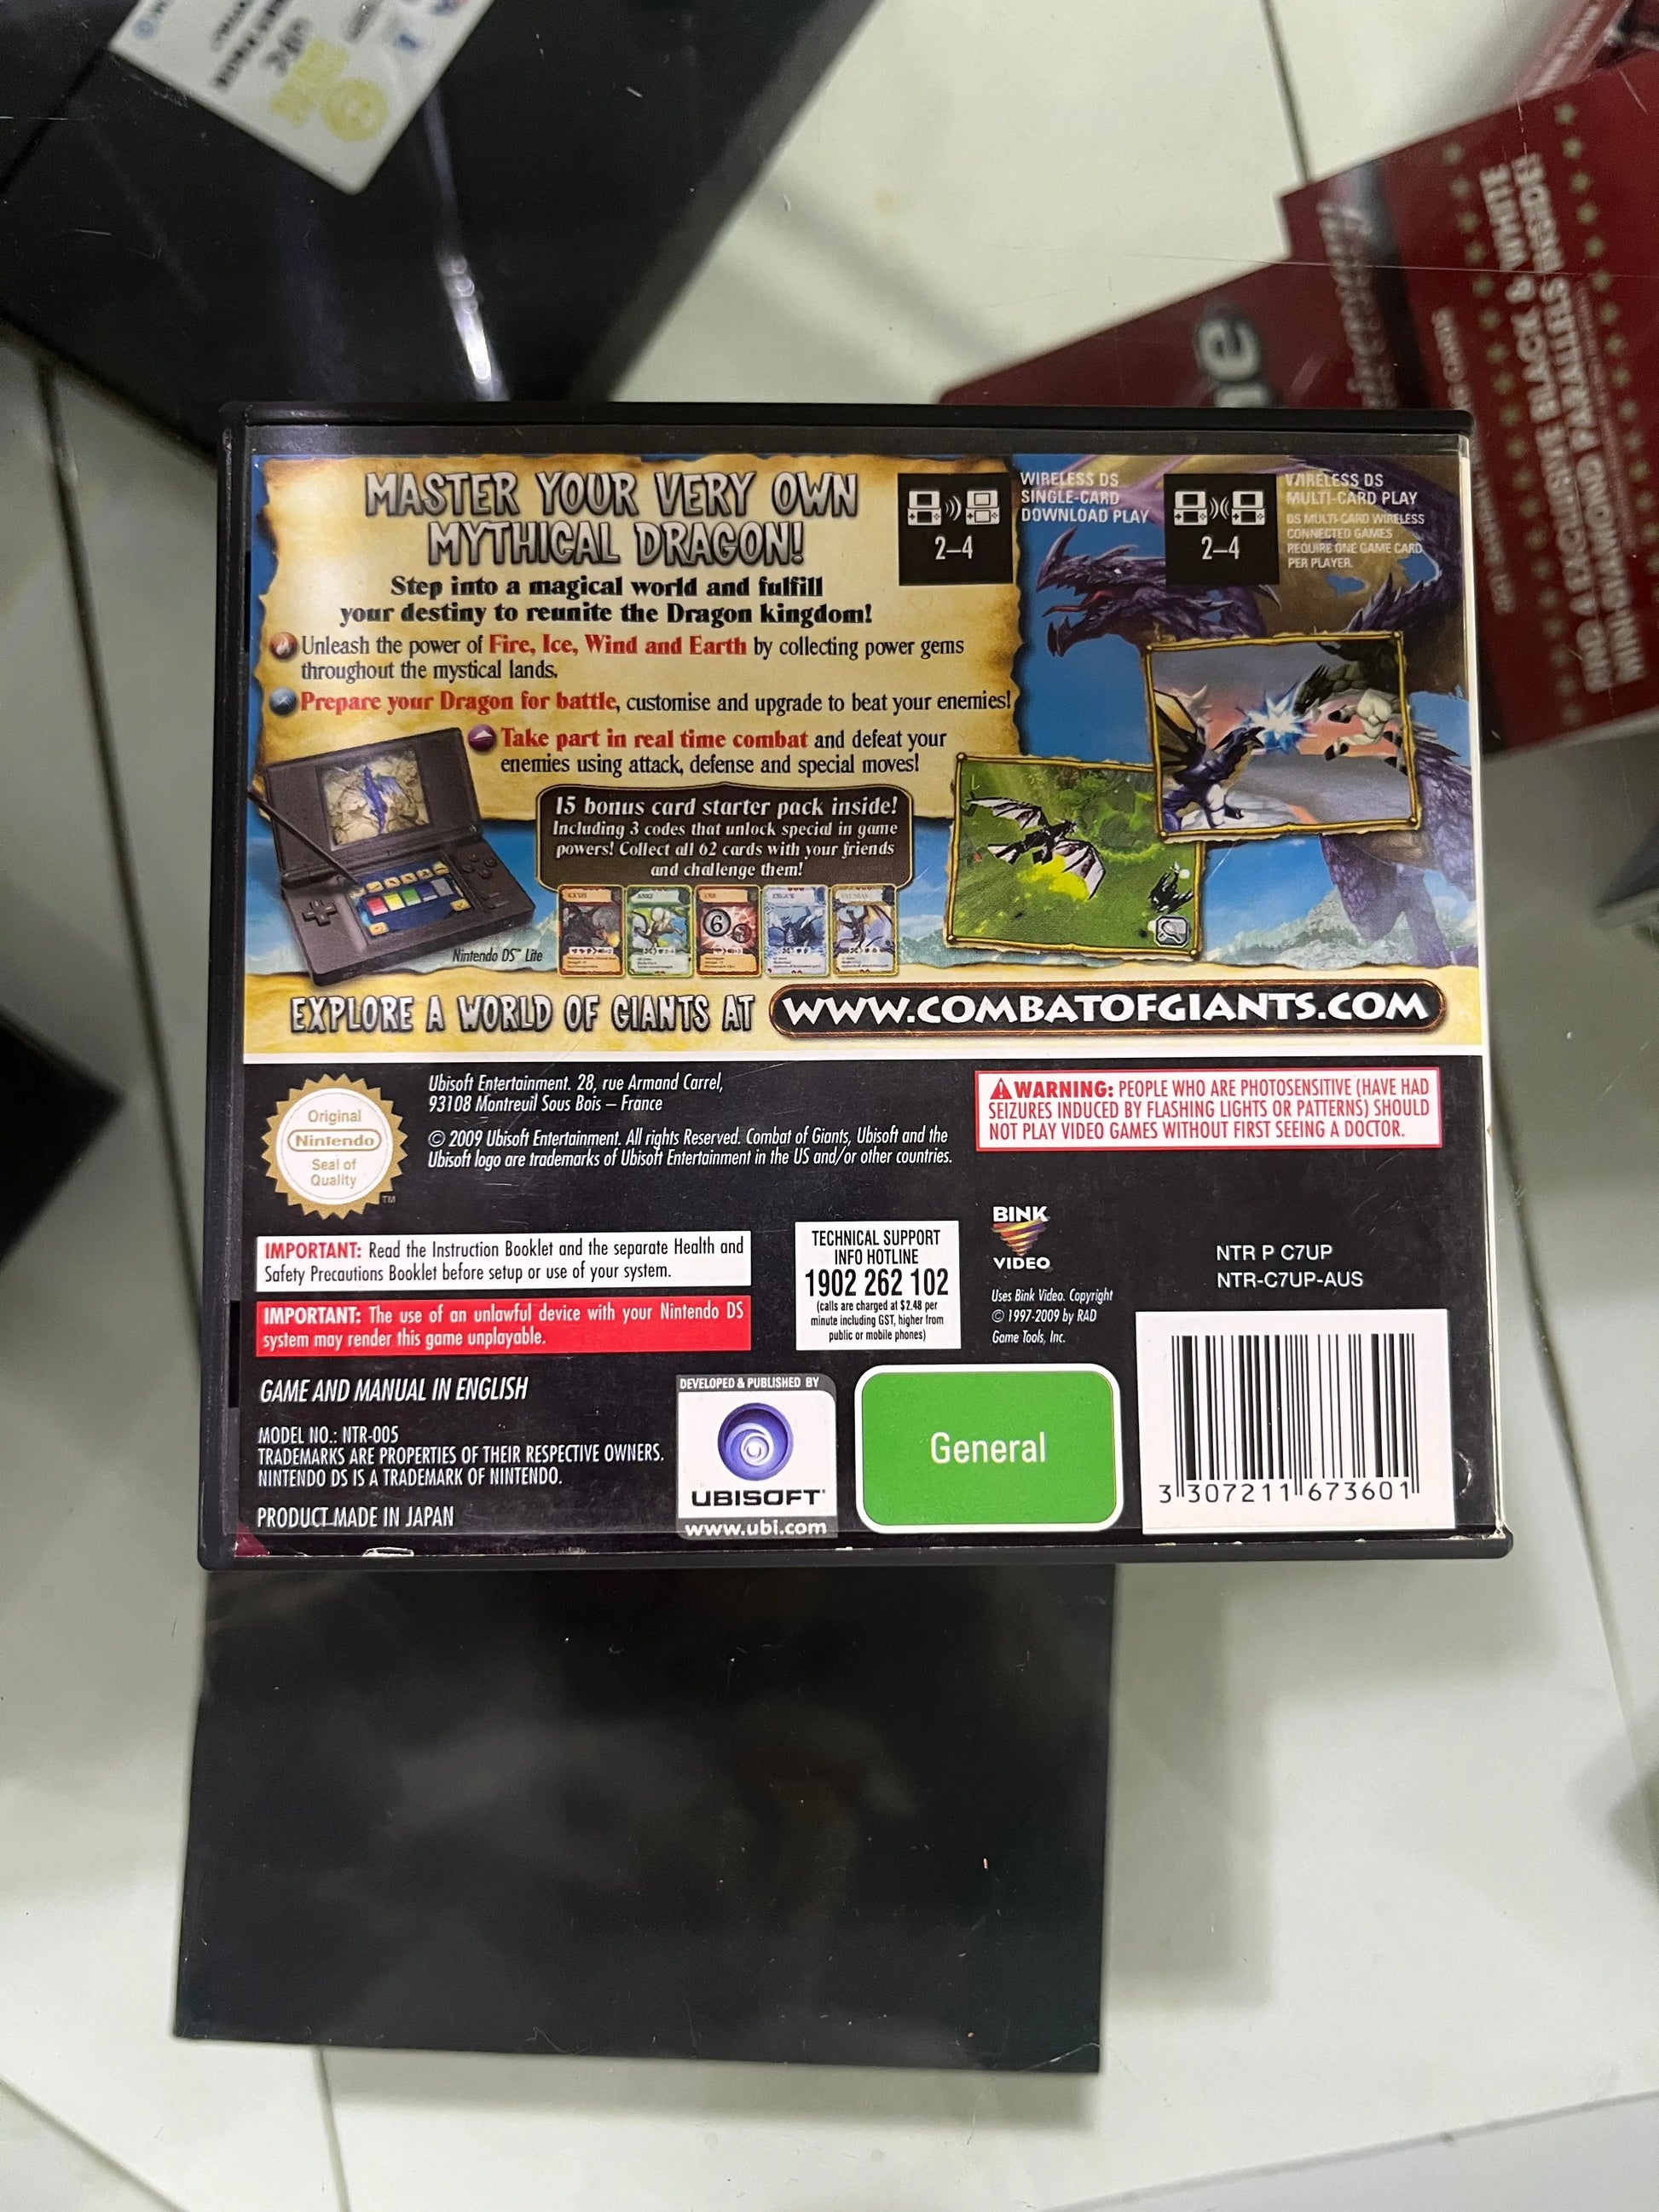 MASTER YOUR VERY OWN
MYTHICAL DRAGON!
Step into a magical world and fulfill
your destiny to reunite the Dragon kingdom!
Unleash the power of Fire, Ice, Wind and Earth by collecting power gems
throughout the mystical lands.
Prepare your Dragon for battle, customise and upgrade to beat your enemies!
Take part in real time combat and defeat your
enemies using attack, defense and special moves!
15 bonus card starter pack inside!
Including 3 codes that unlock special in game
powers! Collect all 62 cards with your friends
and challenge them!
6
Nintendo DS™ Lite
WIRELESS DS
SINGLE-CARD
DOWNLOAD PLAY
2–4
WIRELESS DS
MULTI-CARD PLAY
DS MULTI-CARD WIRELESS
CONNECTED GAMES
REQUIRE ONE GAME CARD
PER PLAYER.
2–4
EXPLORE A WORLD OF GIANTS AT WWW.COMBATOFGIANTS.COM
Original
Nintendo
Seal of
Quality
TM
Ubisoft Entertainment. 28, rue Armand Carrel,
93108 Montreuil Sous Bois – France
© 2009 Ubisoft Entertainment. All rights Reserved. Combat of Giants, Ubisoft and the
Ubisoft logo are trademarks of Ubisoft Entertainment in the US and/or other countries.
WARNING: PEOPLE WHO ARE PHOTOSENSITIVE (HAVE HAD
SEIZURES INDUCED BY FLASHING LIGHTS OR PATTERNS) SHOULD
NOT PLAY VIDEO GAMES WITHOUT FIRST SEEING A DOCTOR.
IMPORTANT: Read the Instruction Booklet and the separate Health and
Safety Precautions Booklet before setup or use of your system.
IMPORTANT: The use of an unlawful device with your Nintendo DS
system may render this game unplayable.
TECHNICAL SUPPORT
INFO HOTLINE
1902 262 102
(calls are charged at $2.48 per
minute including GST, higher from
public or mobile phones)
BINK
VIDEO
Uses Bink Video. Copyright
© 1997-2009 by RAD
Game Tools, Inc.
NTR P C7UP
NTR-C7UP-AUS
GAME AND MANUAL IN ENGLISH
MODEL NO.: NTR-005
TRADEMARKS ARE PROPERTIES OF THEIR RESPECTIVE OWNERS.
NINTENDO DS IS A TRADEMARK OF NINTENDO.
PRODUCT MADE IN JAPAN
DEVELOPED & PUBLISHED BY
UBISOFT
www.ubi.com
General
3 307211 673601
FIND 4 EXCLUSIVE BLACK & WHITE
MINI-DIAMOND PARALLELS INSIDE!